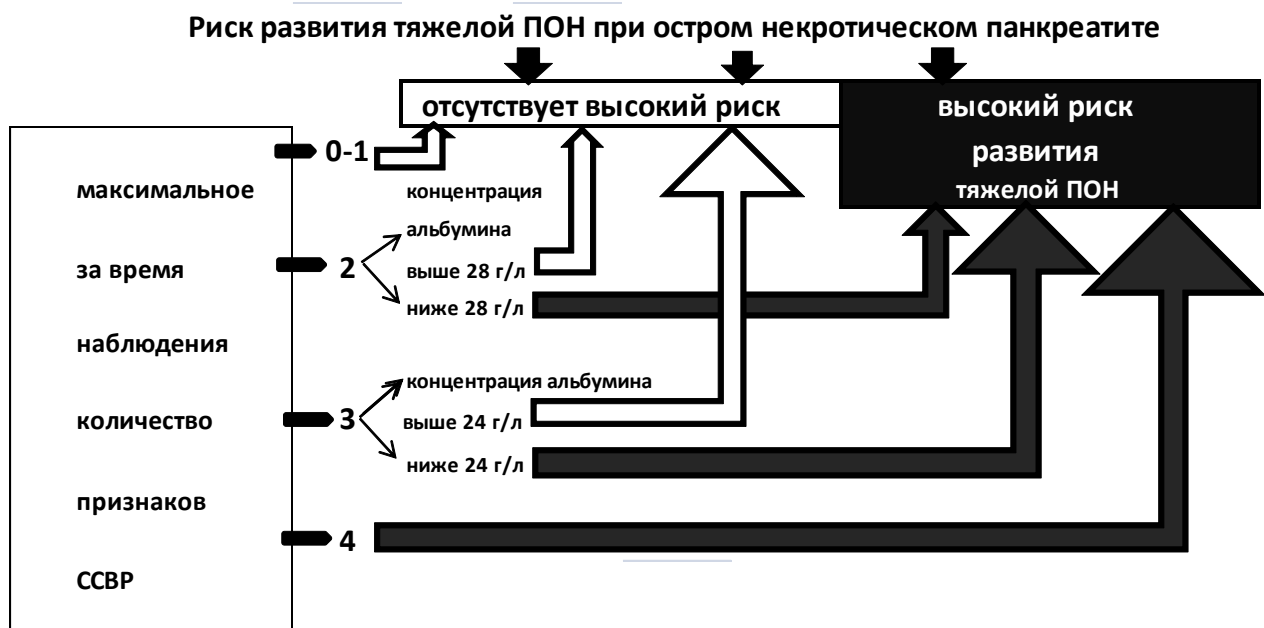 Риск развития тяжелой ПОН при остром некротическом панкреатите
отсутствует высокий риск
высокий риск
развития
тяжелой ПОН
максимальное
за время
наблюдения
количество
признаков
ССВР
0-1
2
концентрация
альбумина
выше 28 г/л
ниже 28 г/л
3
концентрация альбумина
выше 24 г/л
ниже 24 г/л
4